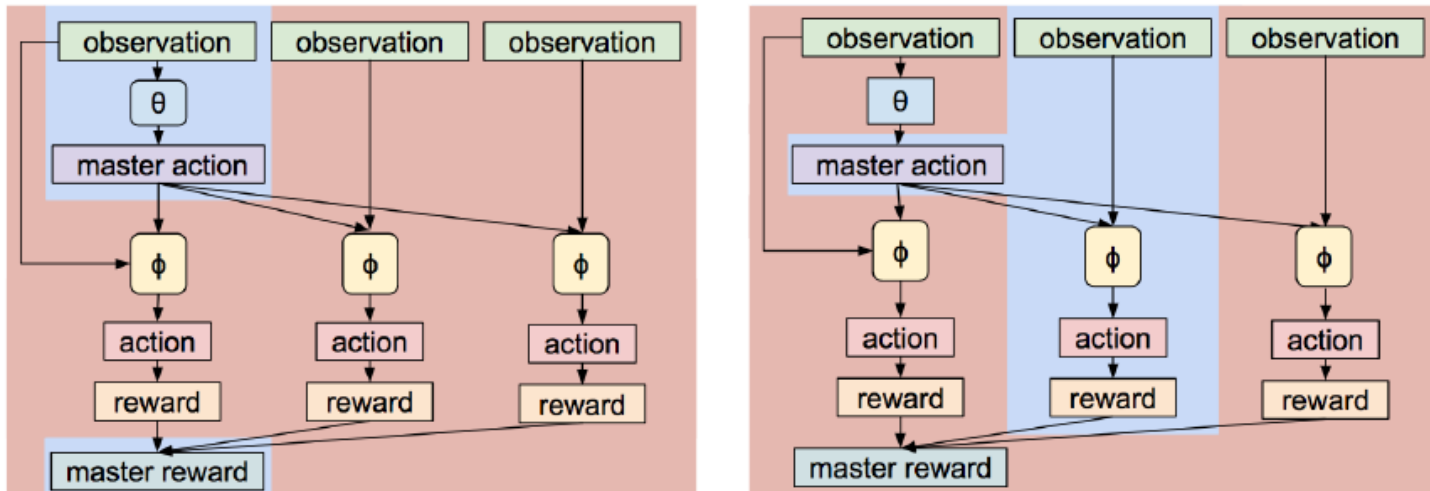 observation observation observation
θ
master action
ϕ ϕ ϕ
action action action
reward reward reward
master reward
observation observation observation
θ
master action
ϕ ϕ ϕ
action action action
reward reward reward
master reward